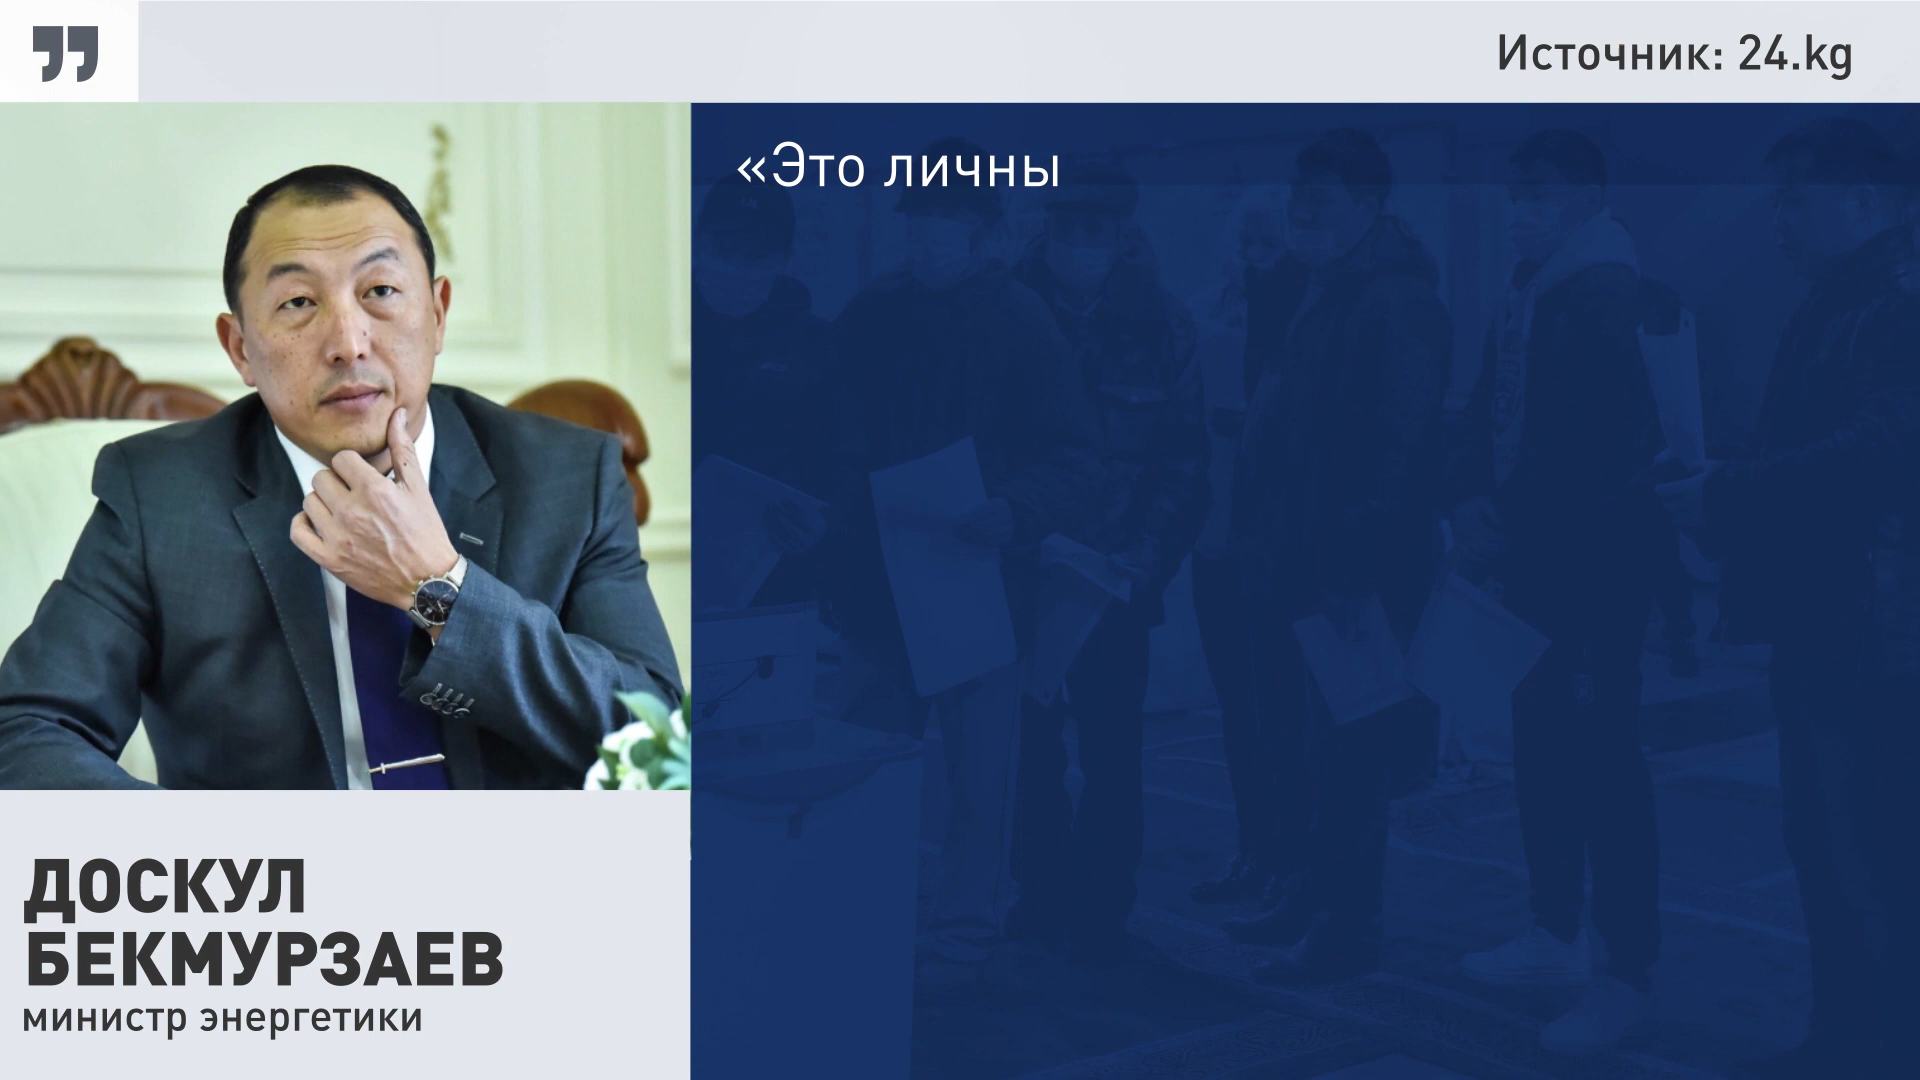 Источник: 24.kg
«Это личны
ДОСКУЛ
БЕКМУРЗАЕВ
министр энергетики